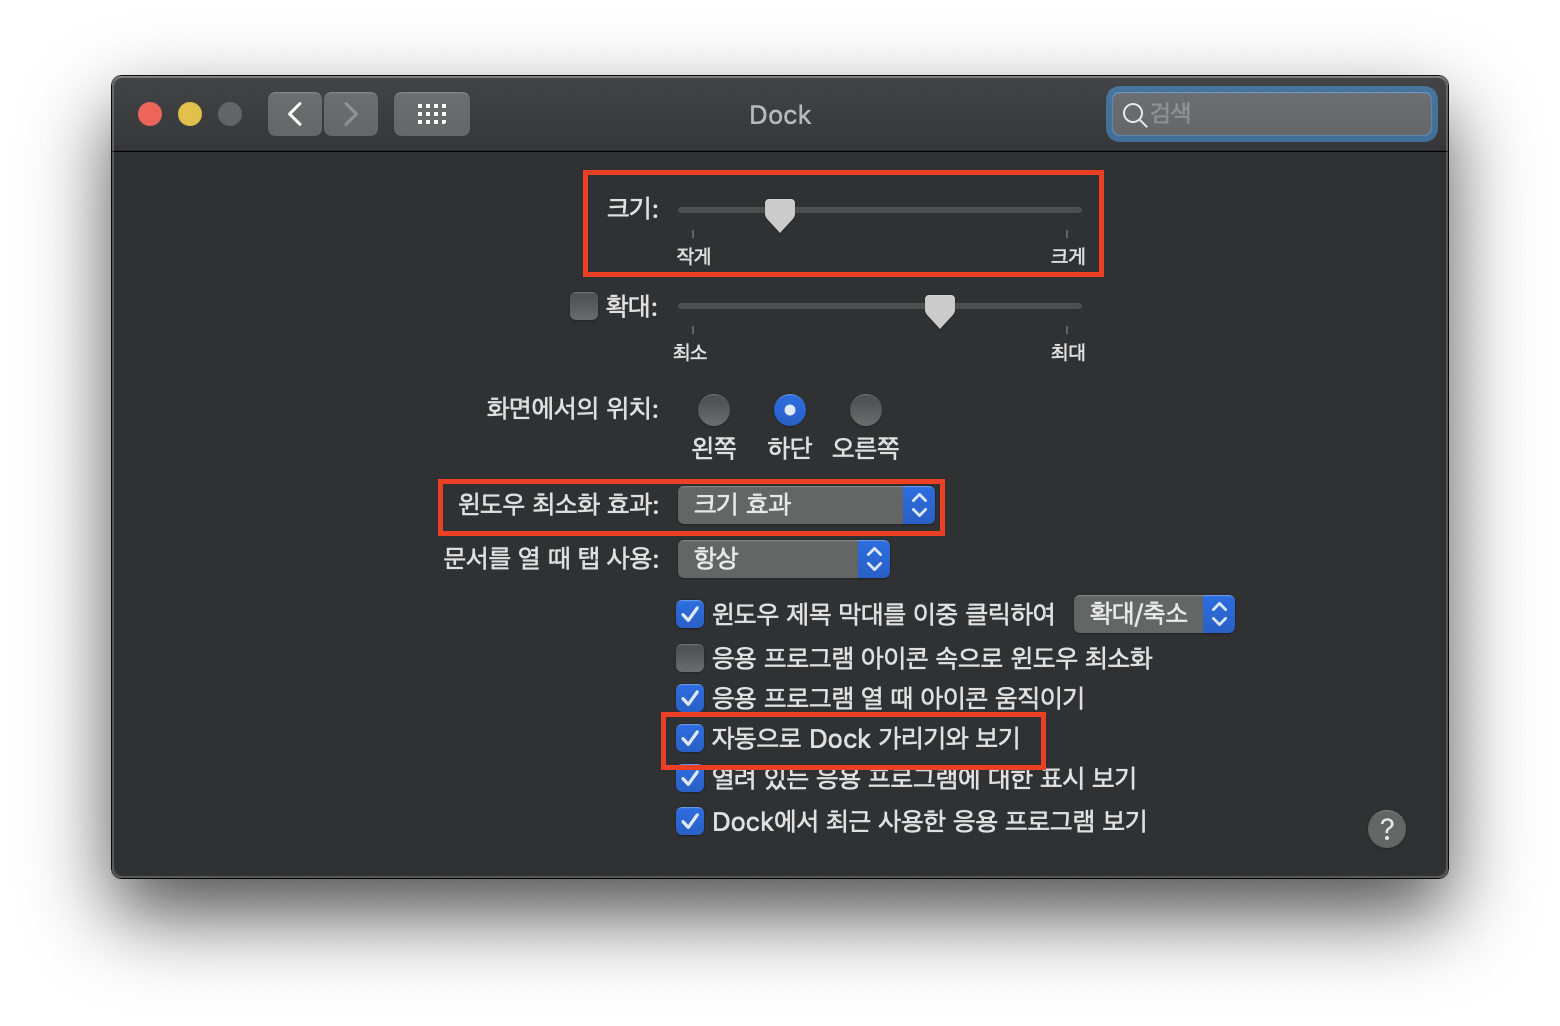 Dock
검색
크기:
작게 크게
확대:
최소 최대
화면에서의 위치:
왼쪽 하단 오른쪽
윈도우 최소화 효과: 크기 효과
문서를 열 때 탭 사용: 항상
윈도우 제목 막대를 이중 클릭하여 확대/축소
응용 프로그램 아이콘 속으로 윈도우 최소화
응용 프로그램 열 때 아이콘 움직이기
자동으로 Dock 가리기와 보기
열려 있는 응용 프로그램에 대한 표시 보기
Dock에서 최근 사용한 응용 프로그램 보기
?